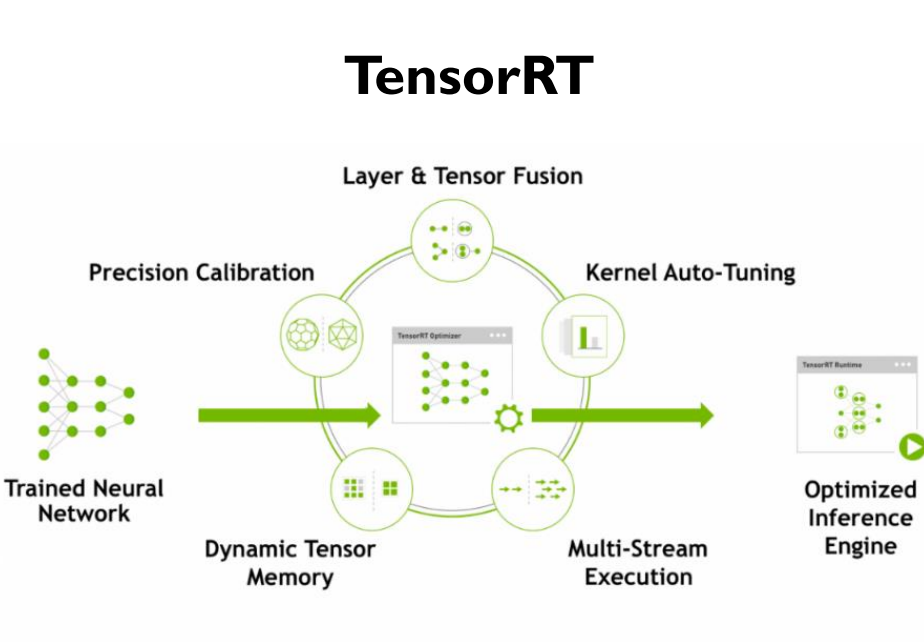 TensorRT
Layer & Tensor Fusion
Precision Calibration
Kernel Auto-Tuning
TensorRT Optimizer
TensorRT Runtime
Trained Neural
Network
Optimized
Inference
Engine
Dynamic Tensor
Memory
Multi-Stream
Execution